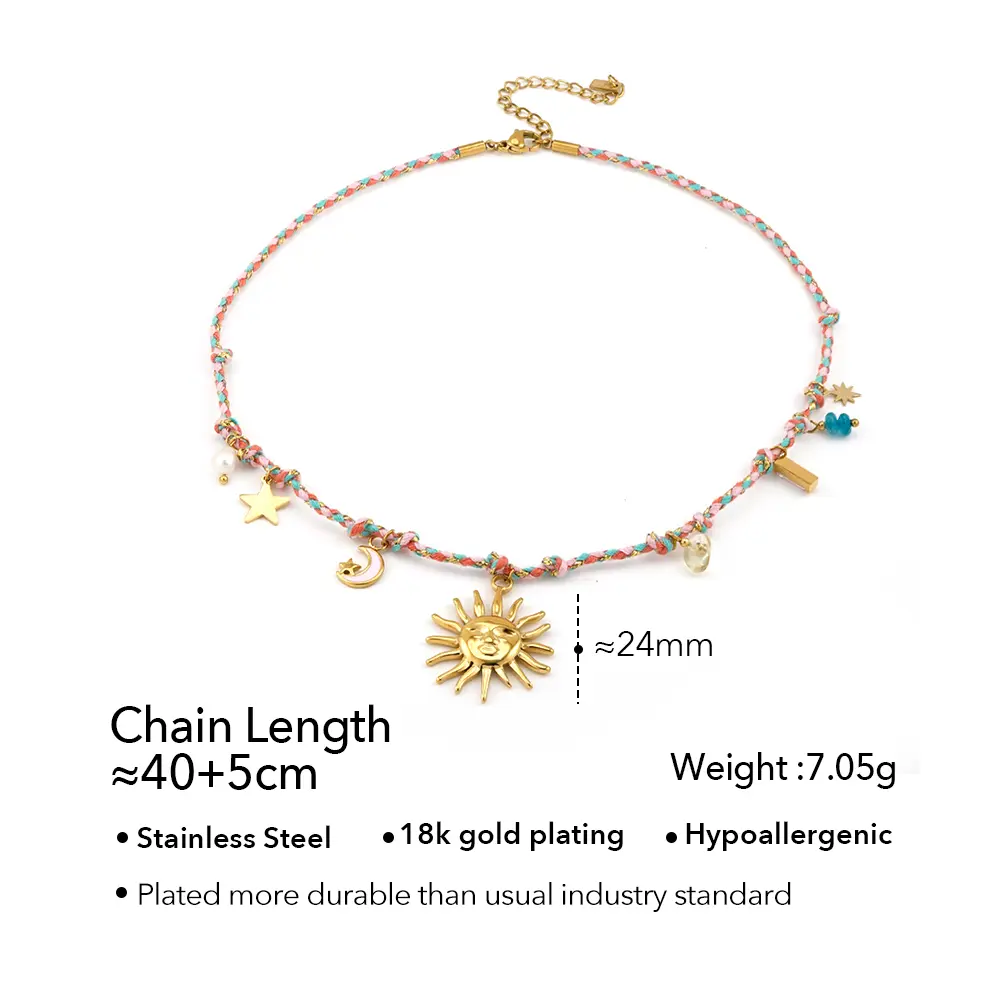 ≈24mm
Chain Length
≈40+5cm
Weight :7.05g
• Stainless Steel
• 18k gold plating
• Hypoallergenic
• Plated more durable than usual industry standard